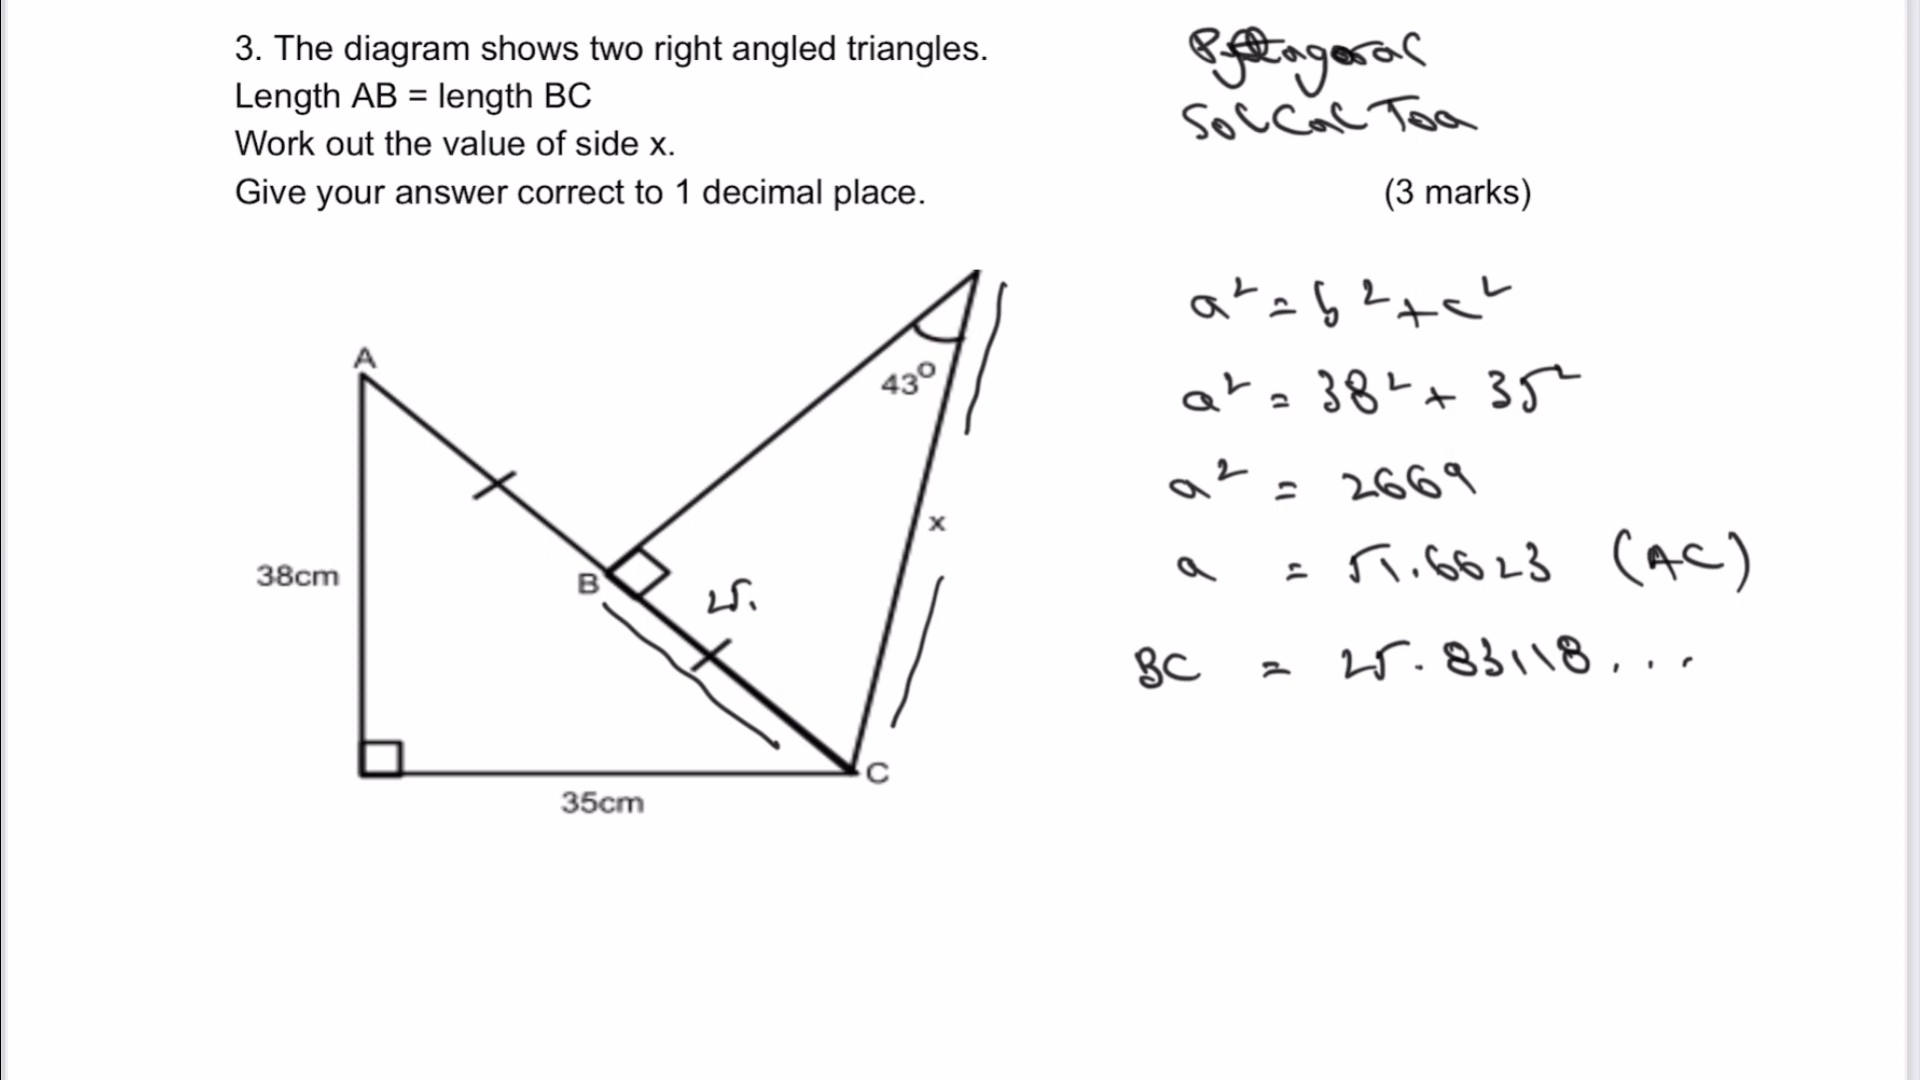 3. The diagram shows two right angled triangles.
Length AB = length BC
Work out the value of side x.
Give your answer correct to 1 decimal place.
SohCahToa
(3 marks)
A
43°
38cm
B
25.
x
C
35cm
a² = b² + c²
a² = 38² + 35²
a² = 2669
a = 51.6623 (AC)
BC = 25.83118...